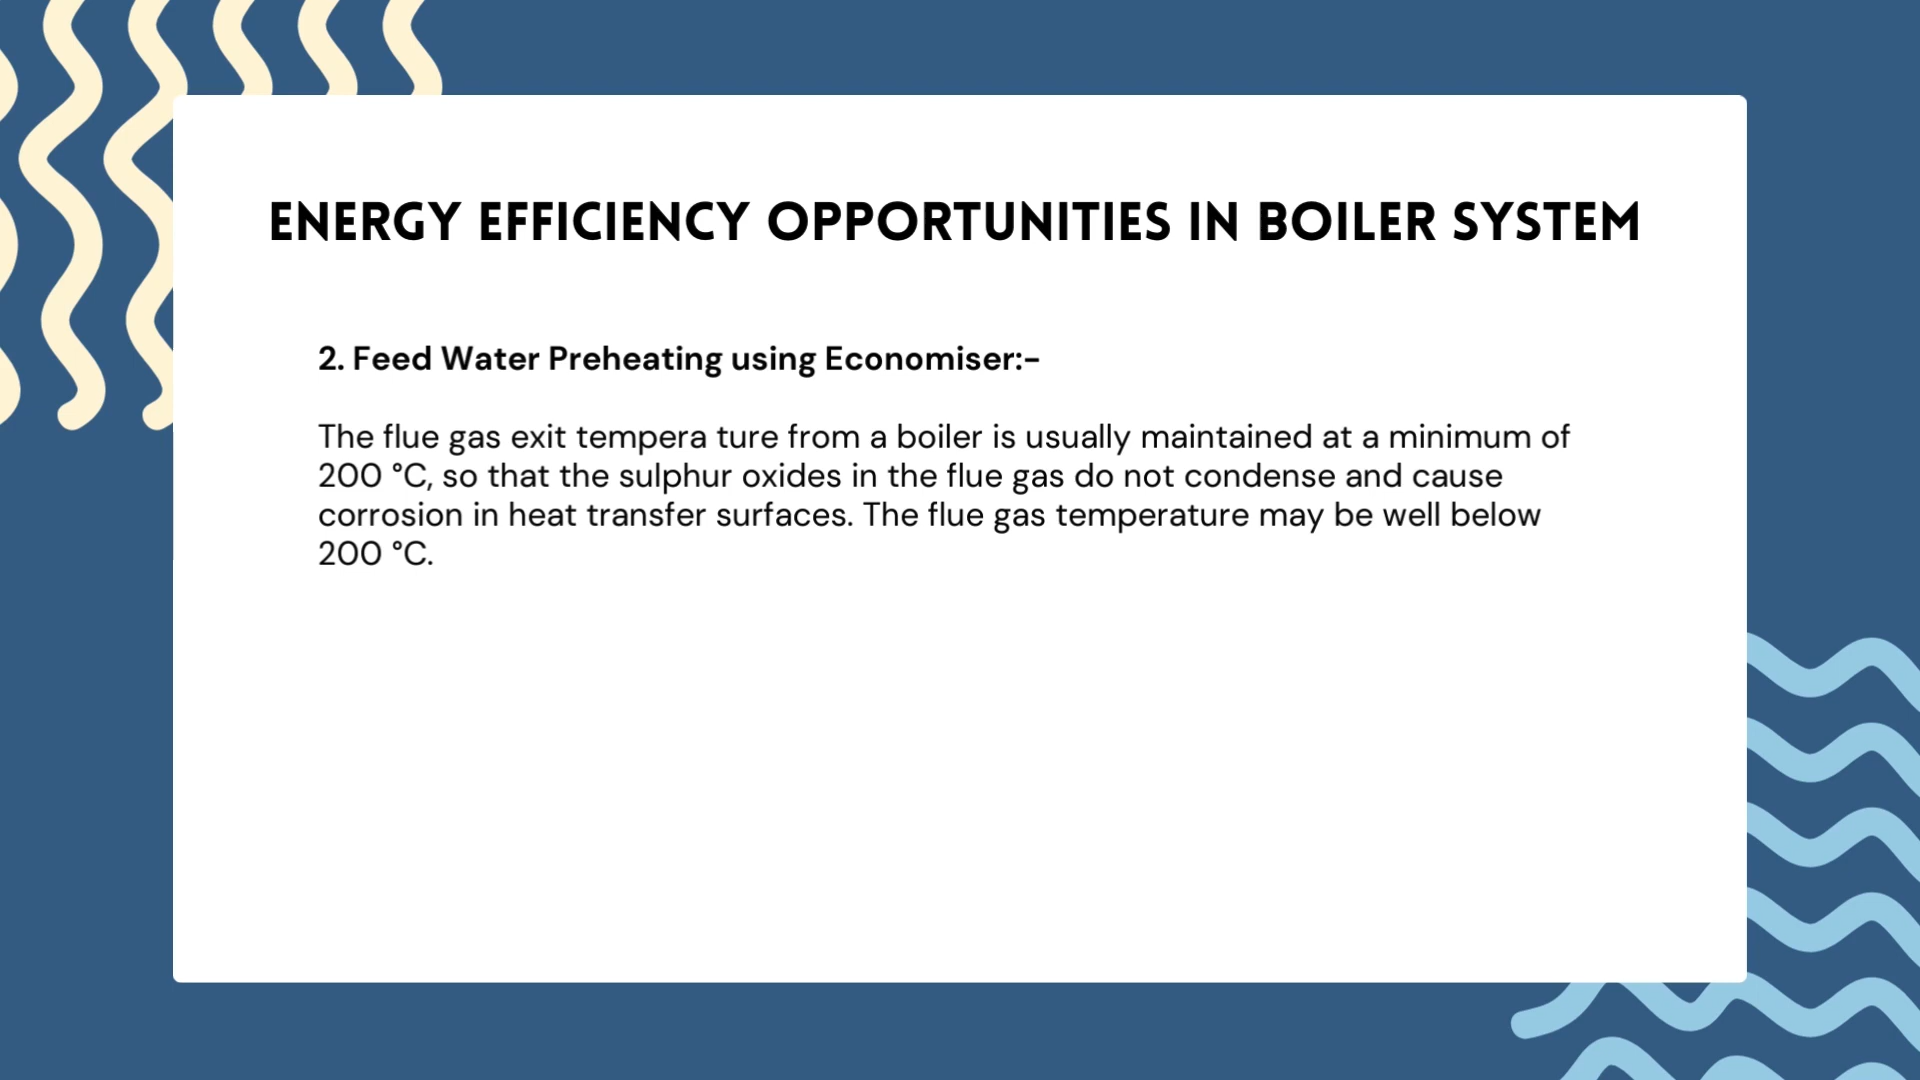 ENERGY EFFICIENCY OPPORTUNITIES IN BOILER SYSTEM
2. Feed Water Preheating using Economiser:-
The flue gas exit tempera ture from a boiler is usually maintained at a minimum of
200 °C, so that the sulphur oxides in the flue gas do not condense and cause
corrosion in heat transfer surfaces. The flue gas temperature may be well below
200 °C.